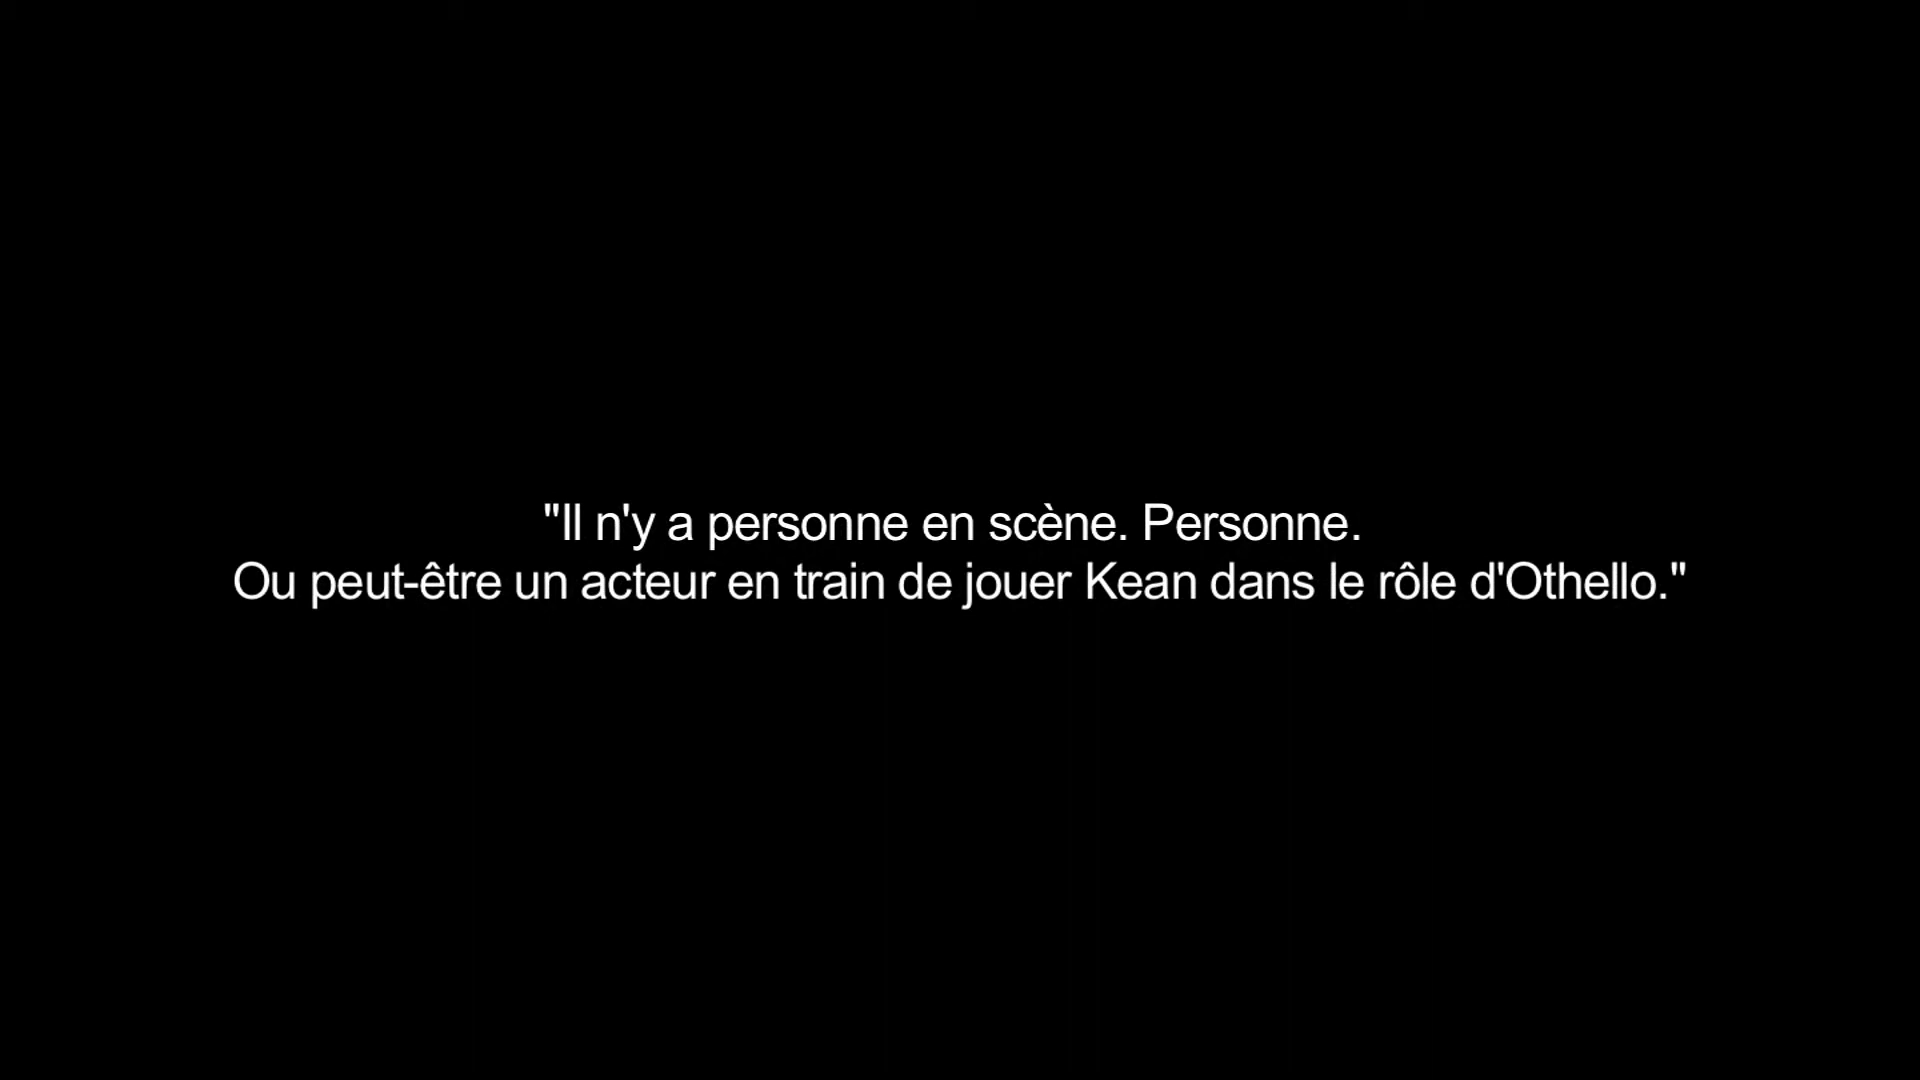 "Il n'y a personne en scène. Personne.
Ou peut-être un acteur en train de jouer Kean dans le rôle d'Othello."